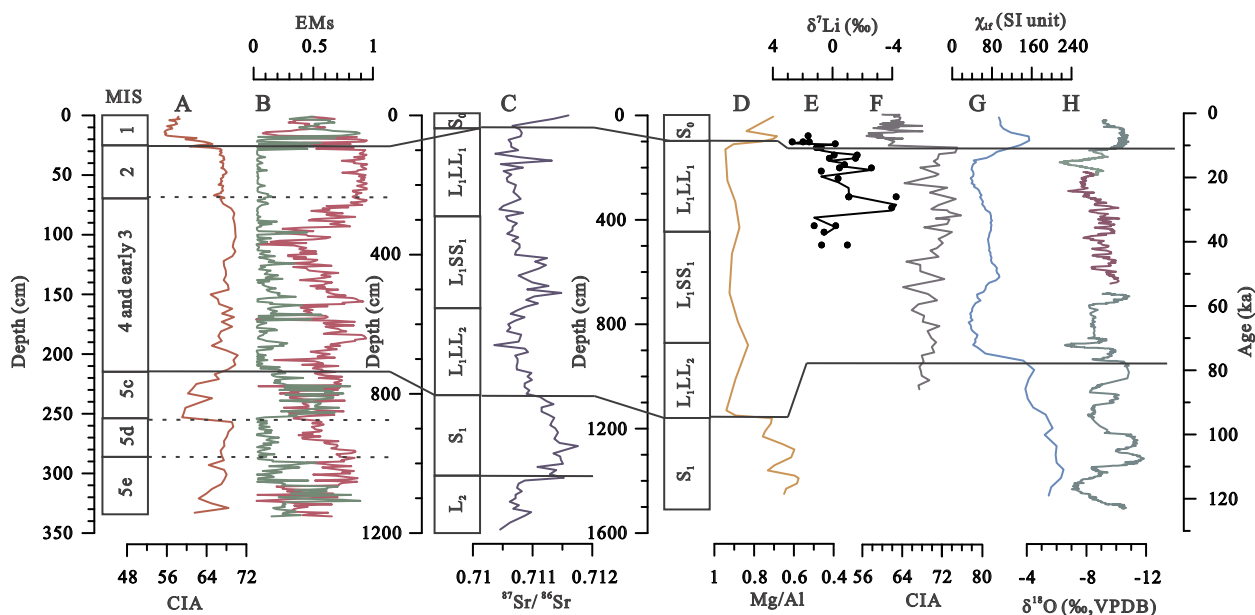 EMs
0 0.5 1
δ⁷Li (‰)
4 0 -4
χlf (SI unit)
0 80 160 240
MIS
A B C D E F G H
Depth (cm)
0
50
100
150
200
250
300
350
1
2
4 and early 3
5c
5d
5e
48 56 64 72
CIA
Depth (cm)
0
400
800
1200
S₀
L₁LL₁
L₁SS₁
L₁LL₂
S₁
L₂
0.71 0.711 0.712
⁸⁷Sr/⁸⁶Sr
Depth (cm)
0
400
800
1200
1600
S₀
L₁LL₁
L₁SS₁
L₁LL₂
S₁
1 0.8 0.6 0.4
Mg/Al
56 64 72 80
CIA
-4 -12
δ¹⁸O (‰,VPDB)
0
20
40
60
80
100
120
Age (ka)